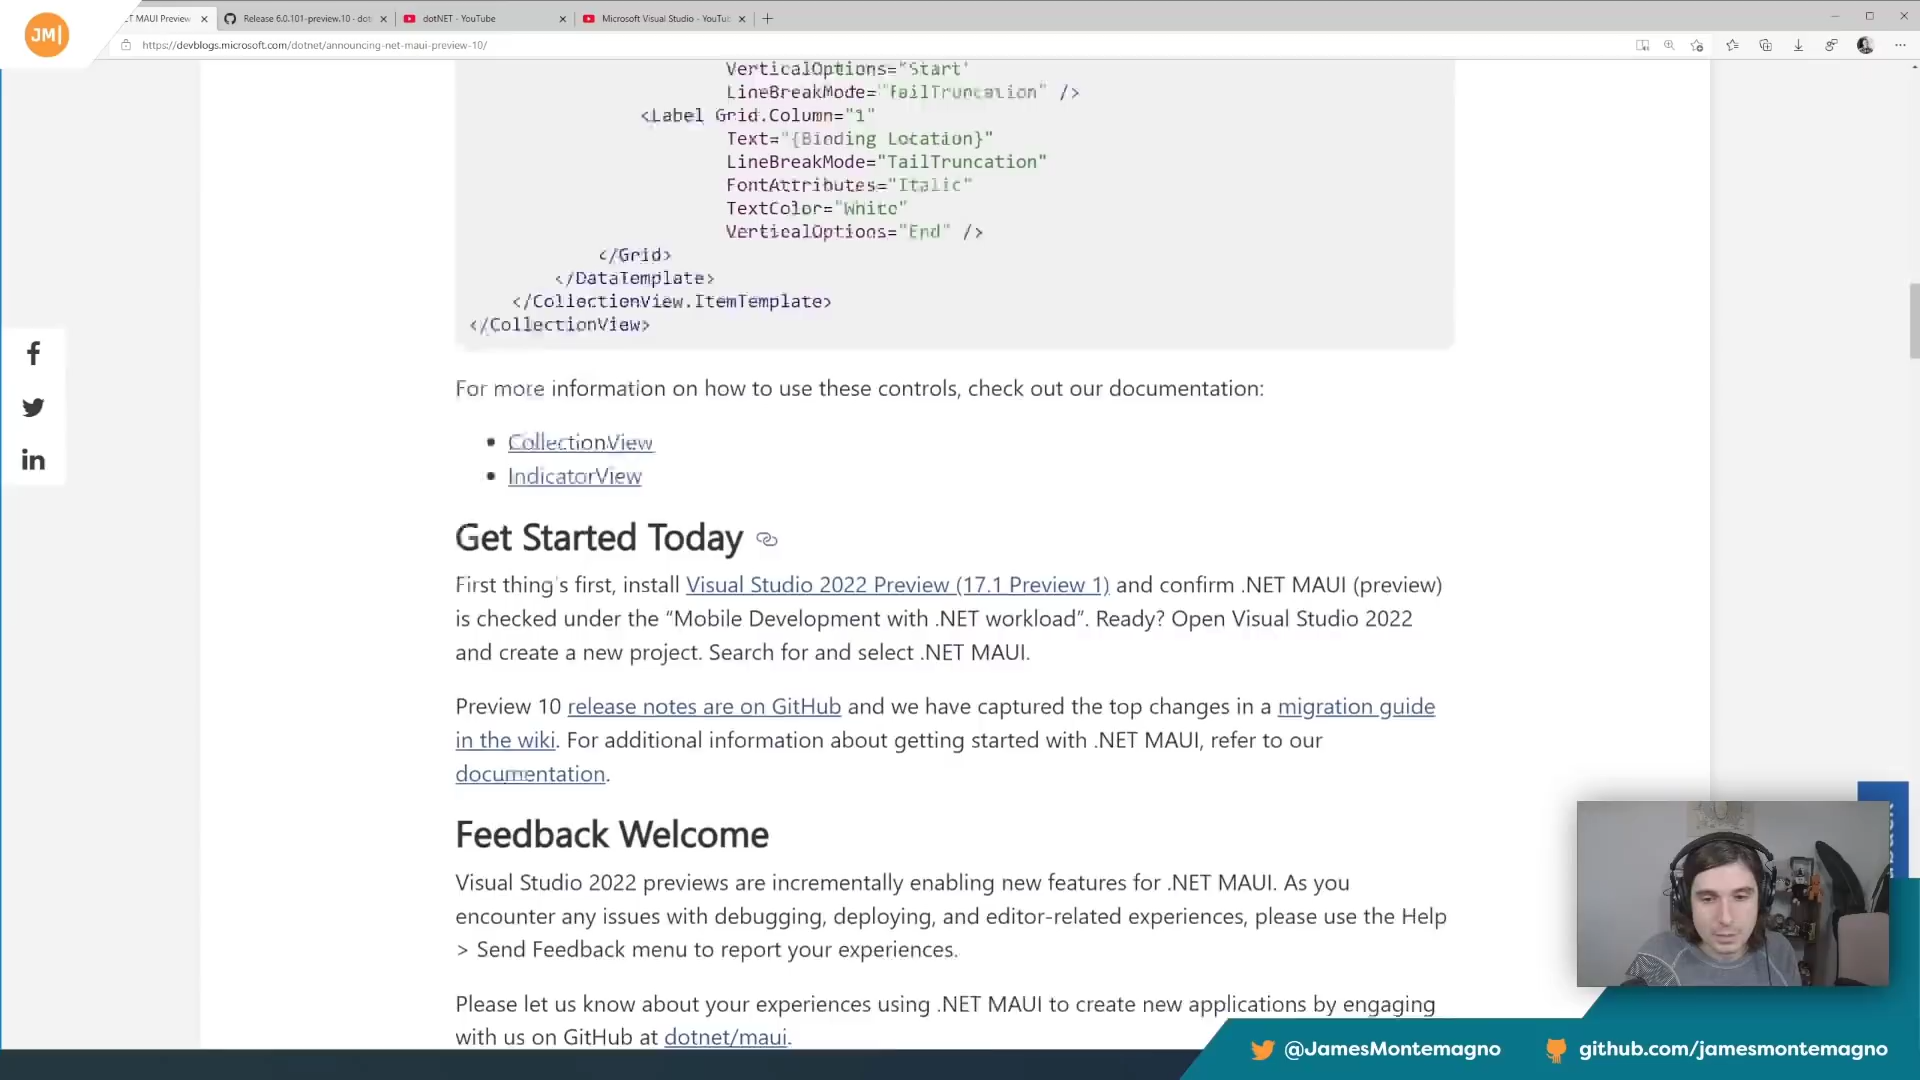 JM|
T MAUI Preview
Release 6.0.101-preview.10 - dot
dotNET - YouTube
Microsoft Visual Studio - YouTu
https://devblogs.microsoft.com/dotnet/announcing-net-maui-preview-10/
VerticalOptions="Start"
LineBreakMode="TailTruncation" />
<Label Grid.Column="1"
Text="{Binding Location}"
LineBreakMode="TailTruncation"
FontAttributes="Italic"
TextColor="White"
VerticalOptions="End" />
</Grid>
</DataTemplate>
</CollectionView.ItemTemplate>
</CollectionView>
For more information on how to use these controls, check out our documentation:
• CollectionView
• IndicatorView
Get Started Today
First thing's first, install Visual Studio 2022 Preview (17.1 Preview 1) and confirm .NET MAUI (preview)
is checked under the “Mobile Development with .NET workload”. Ready? Open Visual Studio 2022
and create a new project. Search for and select .NET MAUI.
Preview 10 release notes are on GitHub and we have captured the top changes in a migration guide
in the wiki. For additional information about getting started with .NET MAUI, refer to our
documentation.
Feedback Welcome
Visual Studio 2022 previews are incrementally enabling new features for .NET MAUI. As you
encounter any issues with debugging, deploying, and editor-related experiences, please use the Help
> Send Feedback menu to report your experiences.
Please let us know about your experiences using .NET MAUI to create new applications by engaging
with us on GitHub at dotnet/maui.
@JamesMontemagno
github.com/jamesmontemagno